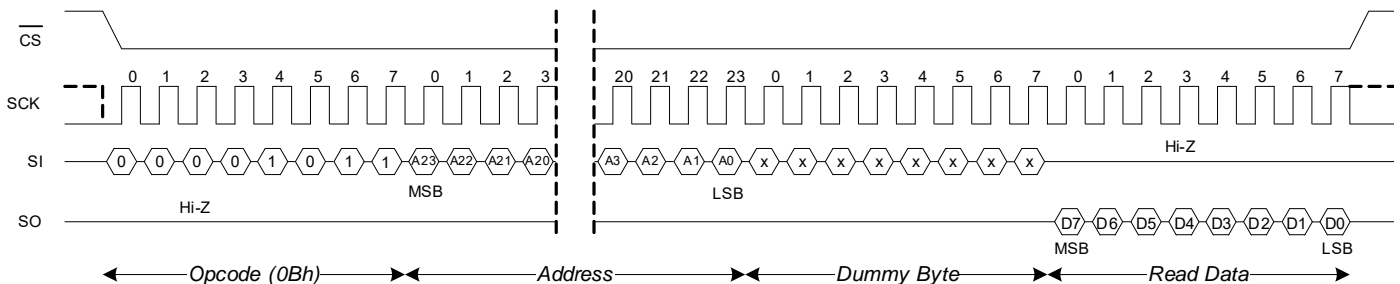 CS
0 1 2 3 4 5 6 7 0 1 2 3 20 21 22 23 0 1 2 3 4 5 6 7 0 1 2 3 4 5 6 7
SCK
Hi-Z
SI 0 0 0 0 1 0 1 1 A23 A22 A21 A20 A3 A2 A1 A0 x x x x x x x x
MSB LSB
Hi-Z
SO D7 D6 D5 D4 D3 D2 D1 D0
MSB LSB
Opcode (0Bh) Address Dummy Byte Read Data